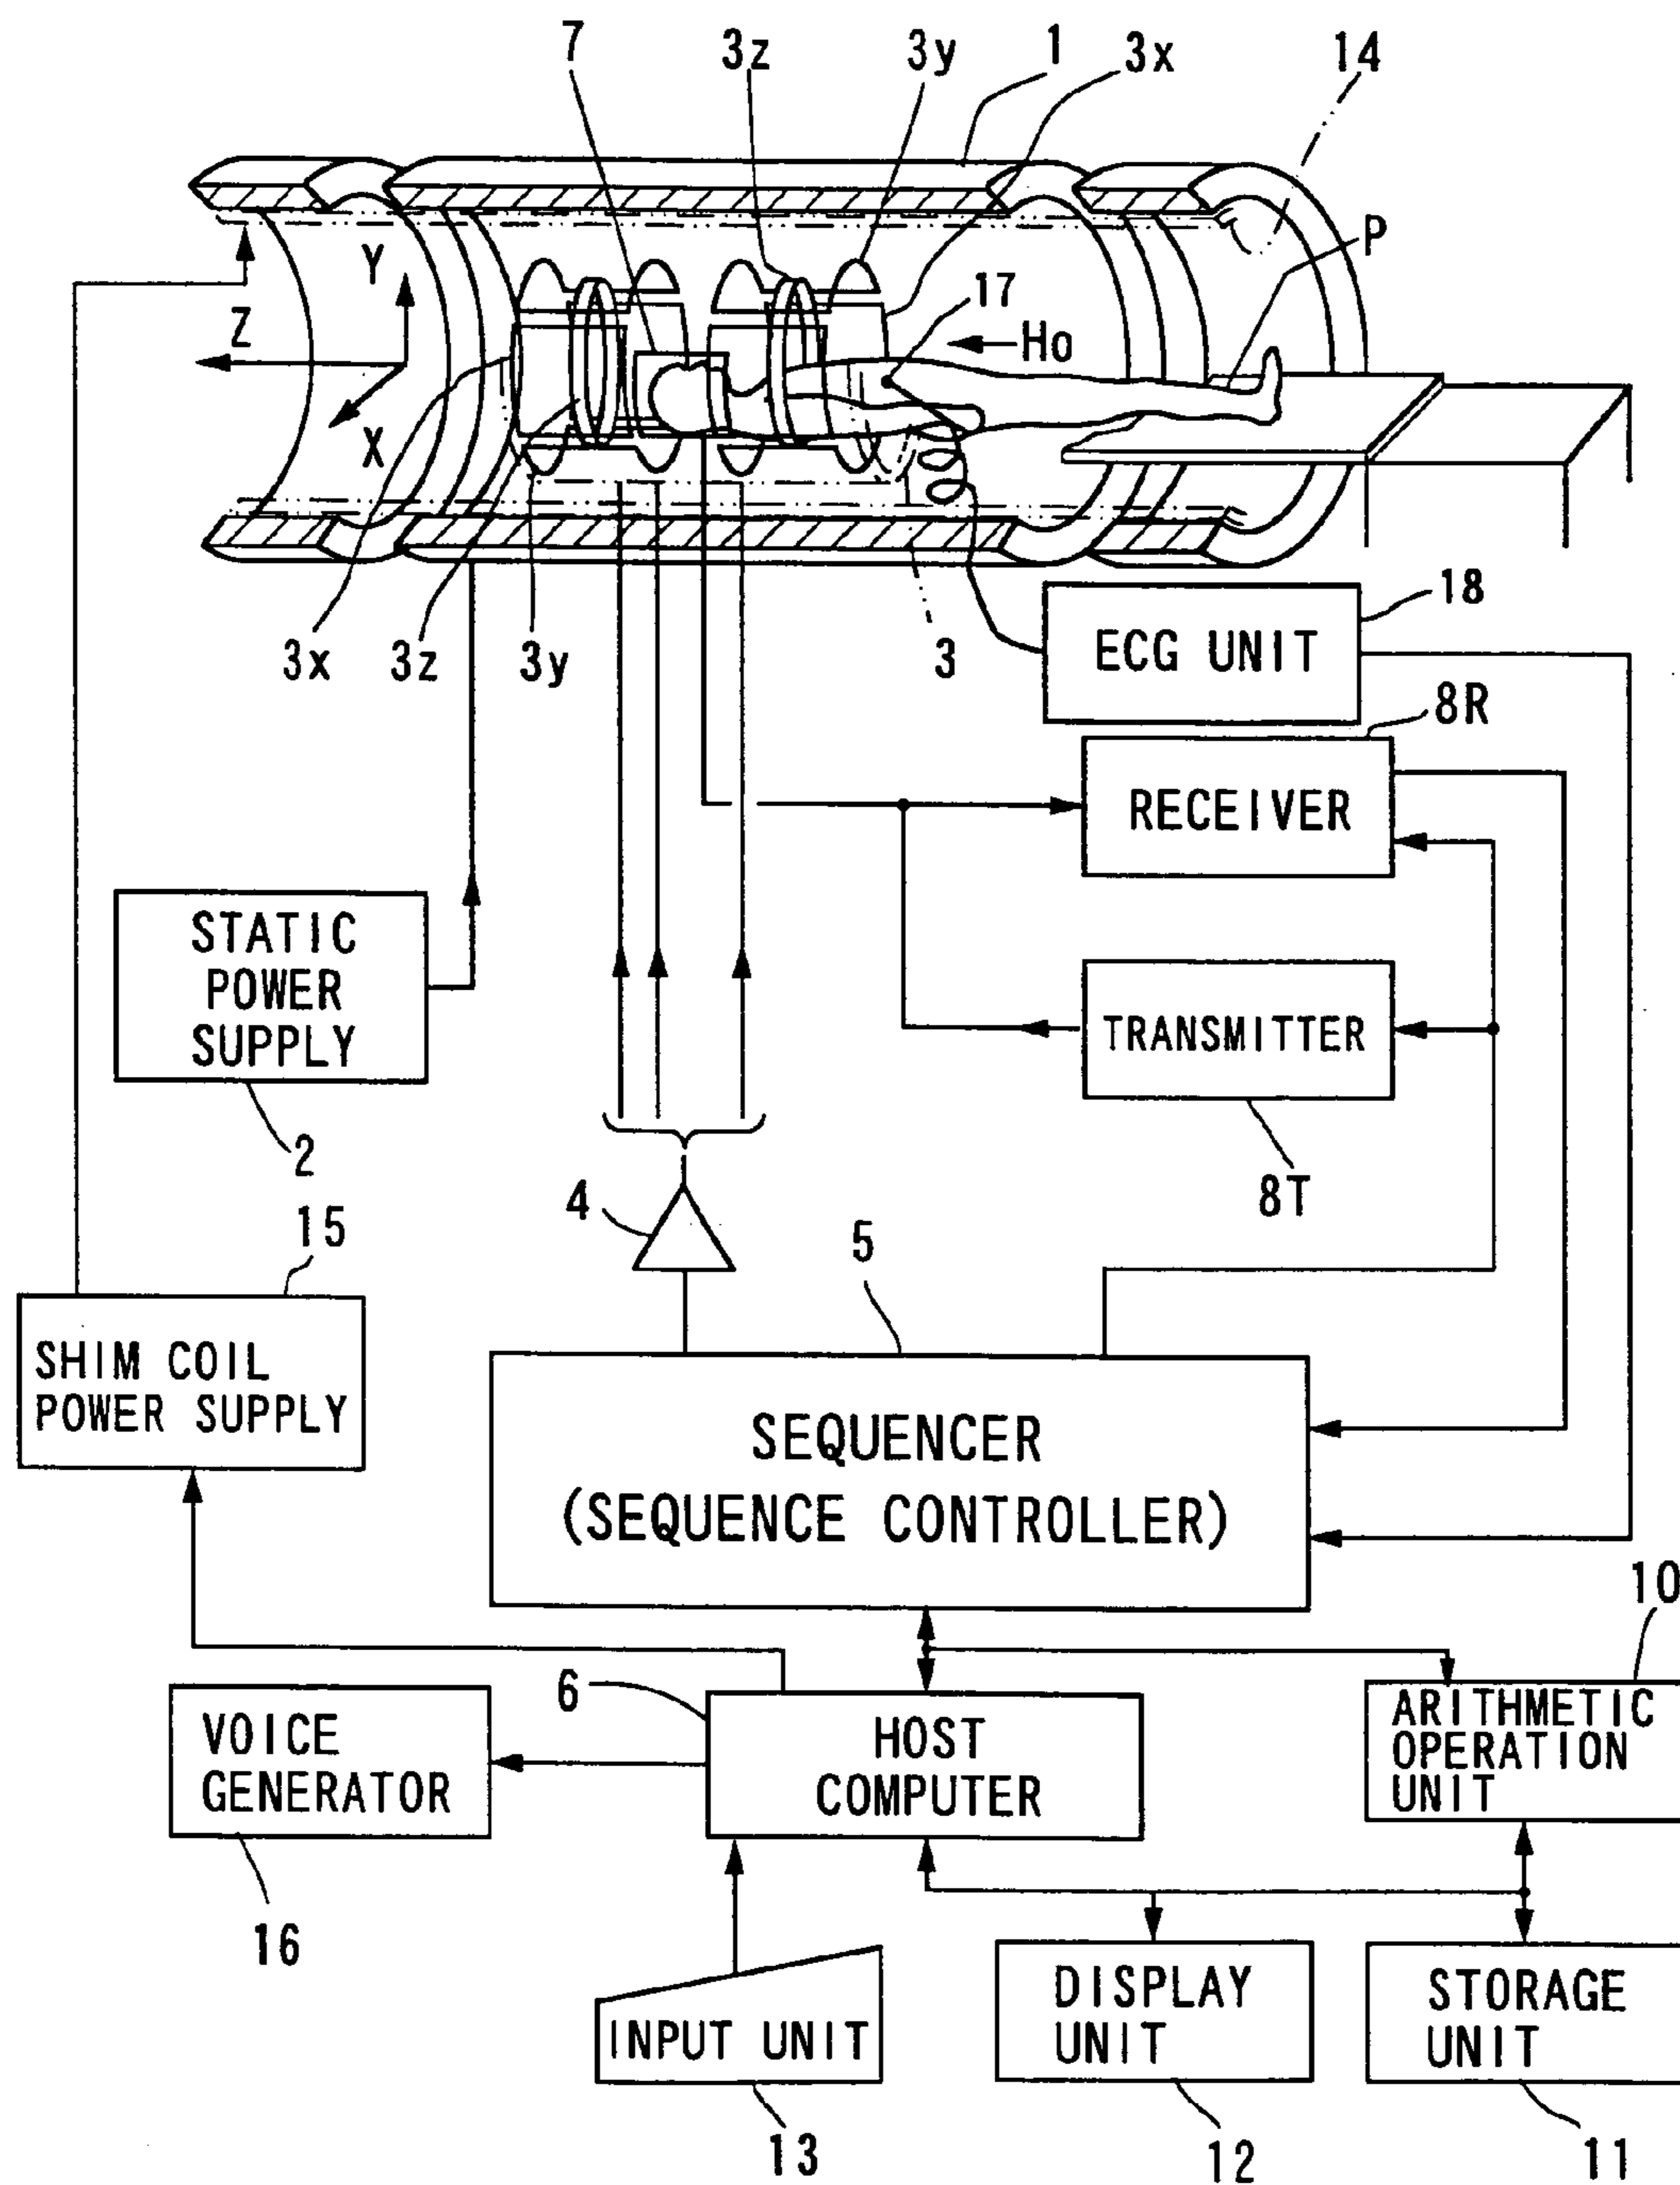 7
3z
3y
1
3x
14
Y
Z
X
17
Ho
P
3x
3z
3y
3
18
ECG UNIT
8R
RECEIVER
STATIC
POWER
SUPPLY
2
TRANSMITTER
8T
4
15
5
SHIM COIL
POWER SUPPLY
SEQUENCER
(SEQUENCE CONTROLLER)
10
6
VOICE
GENERATOR
HOST
COMPUTER
ARITHMETIC
OPERATION
UNIT
16
INPUT UNIT
DISPLAY
UNIT
STORAGE
UNIT
13
12
11